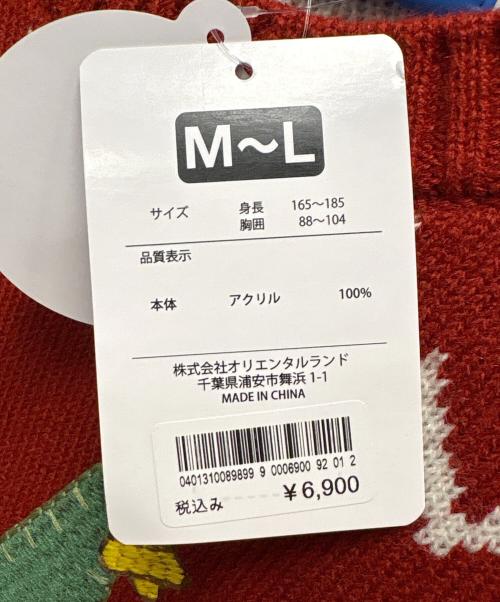 M～L
サイズ 身長 165～185
胸囲 88～104
品質表示
本体 アクリル 100%
株式会社オリエンタルランド
千葉県浦安市舞浜 1-1
MADE IN CHINA
0401310089899 9 0006900 92 01 2
税込み ¥6,900